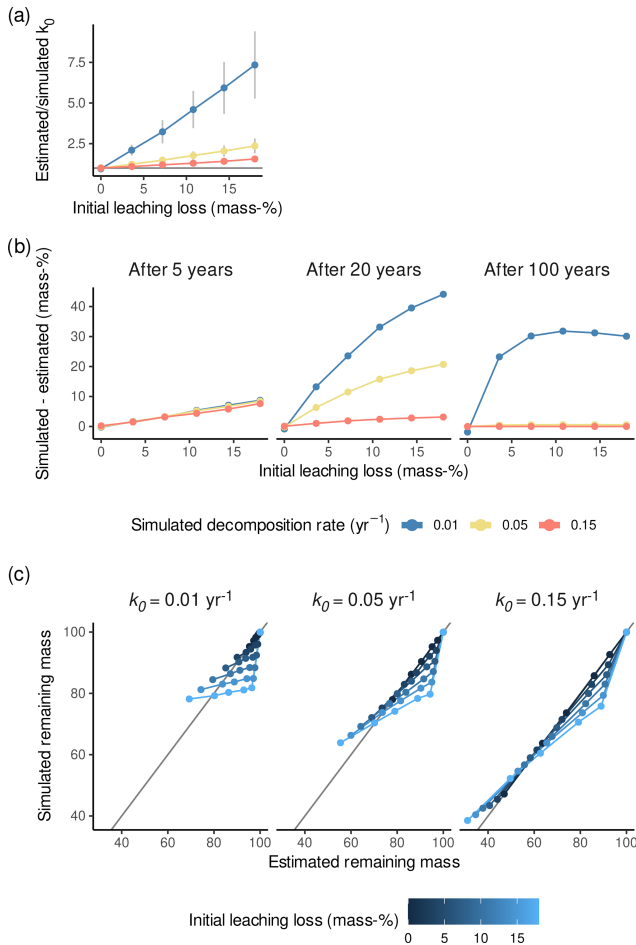 (a)
Estimated/simulated k0
7.5
5.0
2.5
0 5 10 15
Initial leaching loss (mass-%)
(b)
After 5 years After 20 years After 100 years
Simulated - estimated (mass-%)
40
30
20
10
0
0 5 10 15 0 5 10 15 0 5 10 15
Initial leaching loss (mass-%)
Simulated decomposition rate (yr−1) 0.01 0.05 0.15
(c)
k0 = 0.01 yr-1 k0 = 0.05 yr-1 k0 = 0.15 yr-1
Simulated remaining mass
100
80
60
40
40 60 80 100 40 60 80 100 40 60 80 100
Estimated remaining mass
Initial leaching loss (mass-%)
0 5 10 15